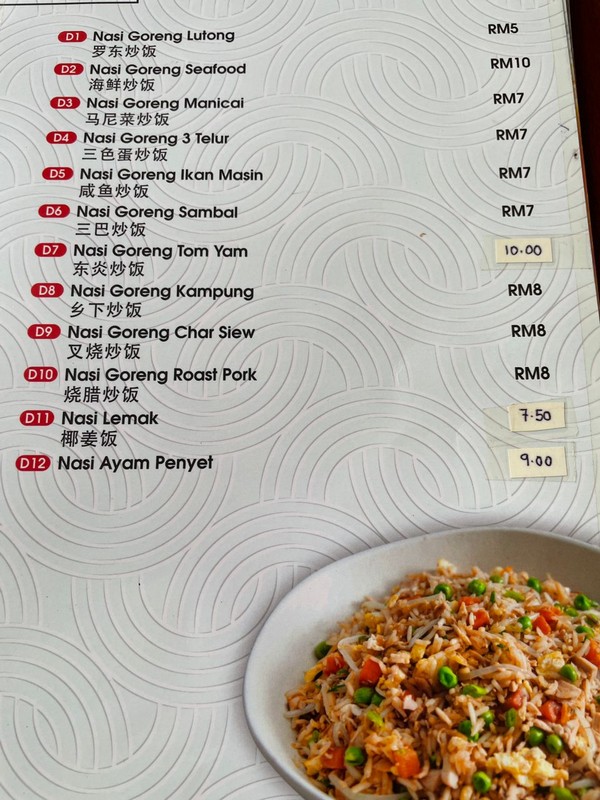 D1 Nasi Goreng Lutong RM5
罗东炒饭
D2 Nasi Goreng Seafood RM10
海鲜炒饭
D3 Nasi Goreng Manicai RM7
马尼菜炒饭
D4 Nasi Goreng 3 Telur RM7
三色蛋炒饭
D5 Nasi Goreng Ikan Masin RM7
咸鱼炒饭
D6 Nasi Goreng Sambal RM7
三巴炒饭
D7 Nasi Goreng Tom Yam 10.00
东炎炒饭
D8 Nasi Goreng Kampung RM8
乡下炒饭
D9 Nasi Goreng Char Siew RM8
叉烧炒饭
D10 Nasi Goreng Roast Pork RM8
烧腊炒饭
D11 Nasi Lemak 7.50
椰姜饭
D12 Nasi Ayam Penyet 9.00